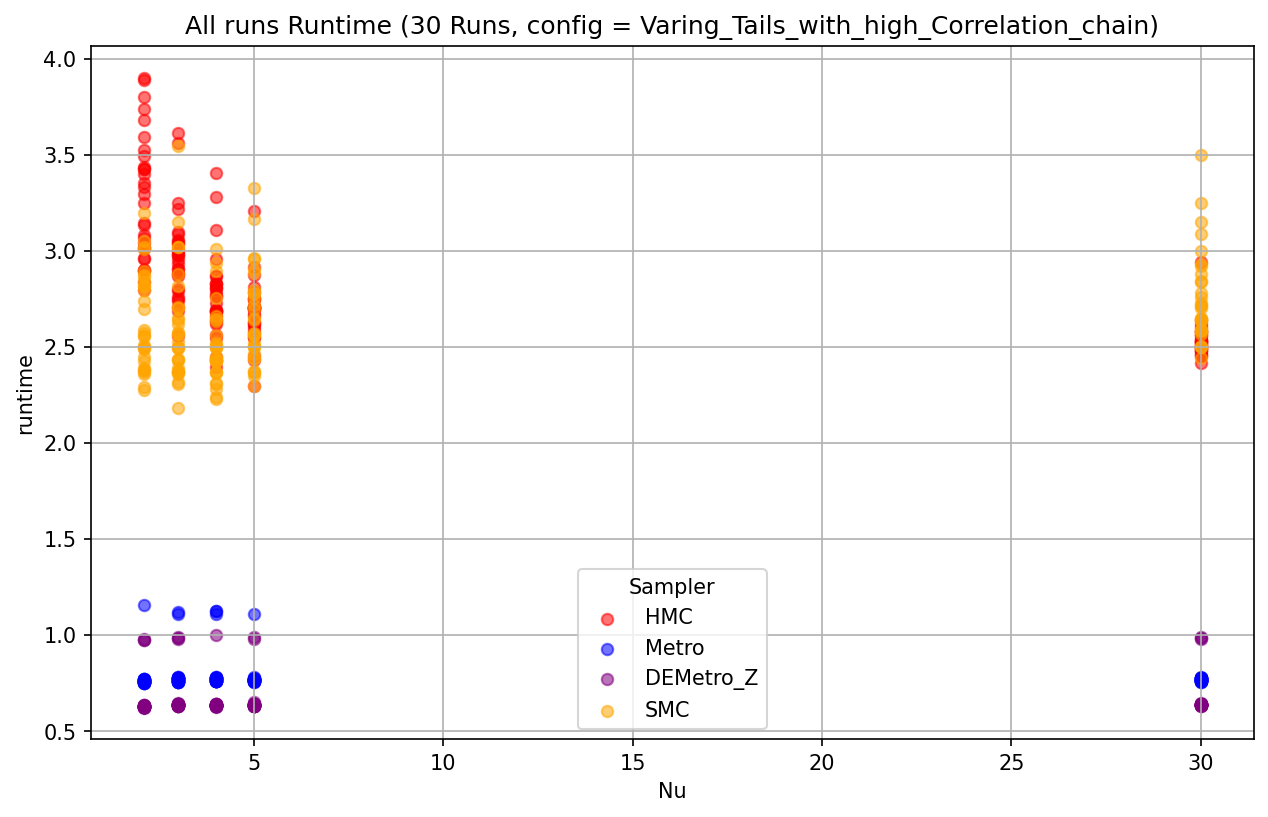 All runs Runtime (30 Runs, config = Varing_Tails_with_high_Correlation_chain)
4.0
3.5
3.0
2.5
2.0
1.5
1.0
0.5
runtime
Sampler
HMC
Metro
DEMetro_Z
SMC
5
10
15
20
25
30
Nu